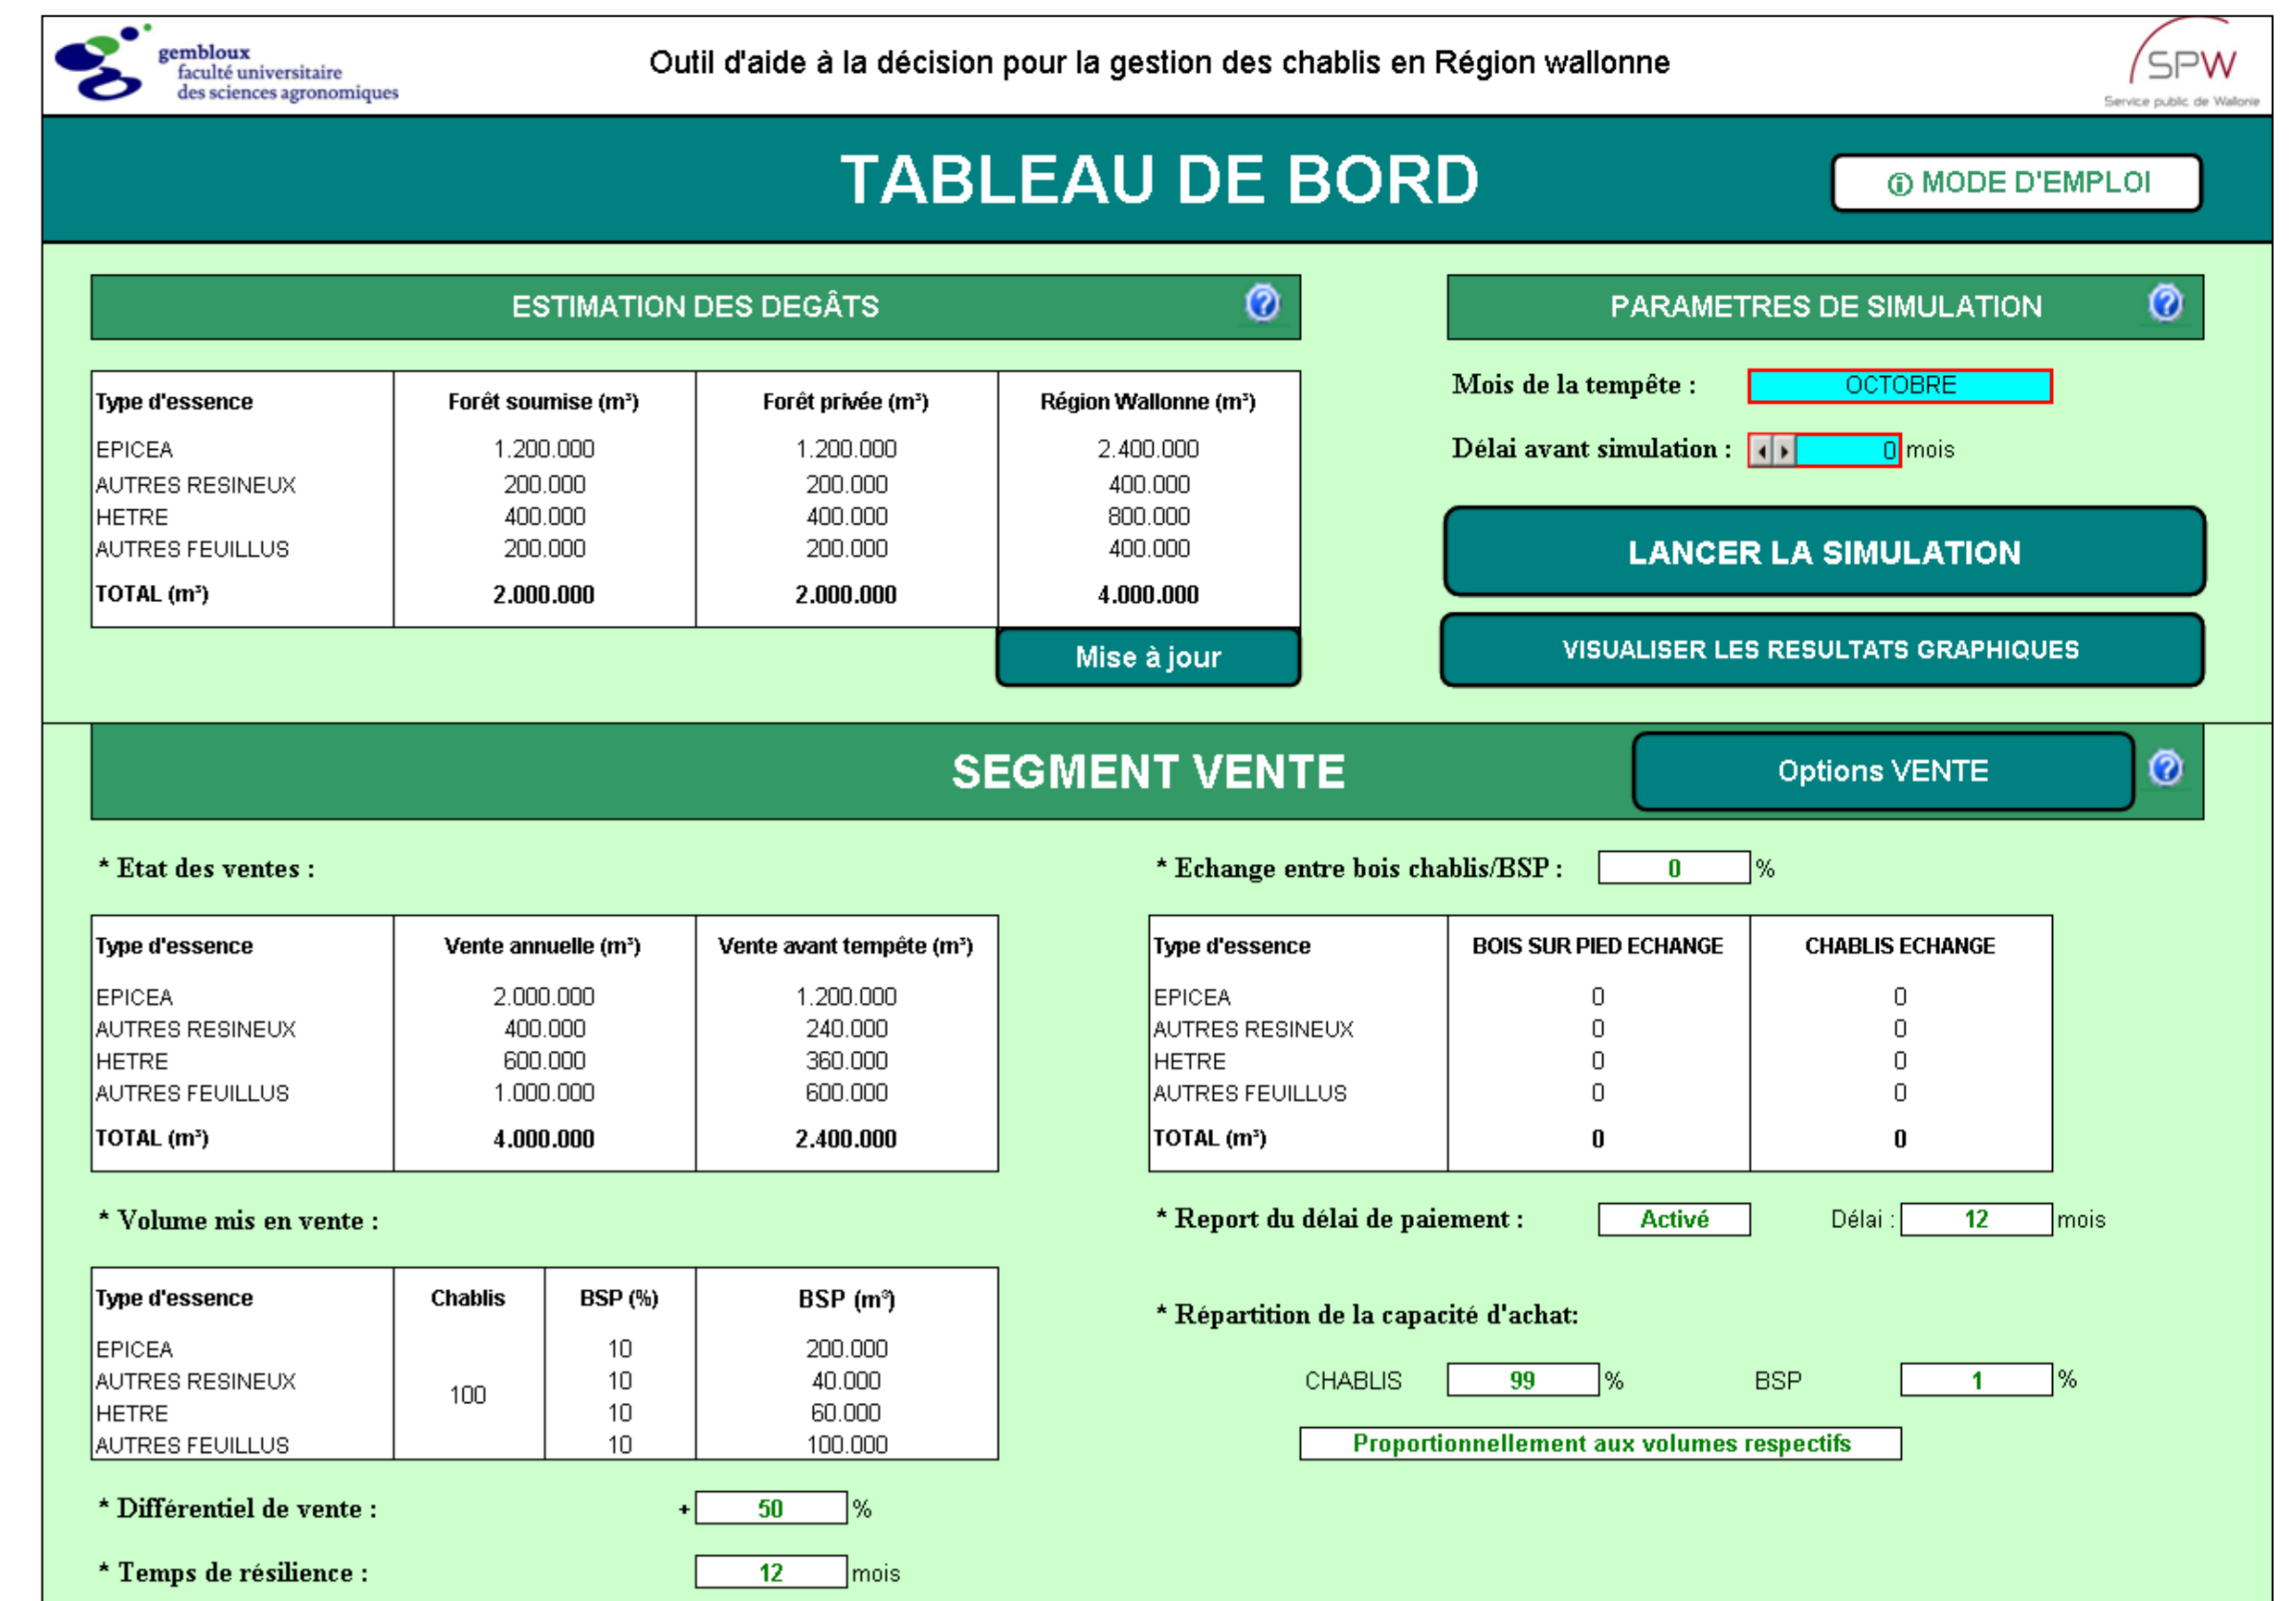 gembloux
faculté universitaire
des sciences agronomiques
Outil d'aide à la décision pour la gestion des chablis en Région wallonne
SPW
Service public de Wallonie
TABLEAU DE BORD
MODE D'EMPLOI
ESTIMATION DES DEGÂTS
Type d'essence Forêt soumise (m³) Forêt privée (m³) Région Wallonne (m³)
EPICEA 1.200.000 1.200.000 2.400.000
AUTRES RESINEUX 200.000 200.000 400.000
HETRE 400.000 400.000 800.000
AUTRES FEUILLUS 200.000 200.000 400.000
TOTAL (m³) 2.000.000 2.000.000 4.000.000
Mise à jour
PARAMETRES DE SIMULATION
Mois de la tempête : OCTOBRE
Délai avant simulation : 0 mois
LANCER LA SIMULATION
VISUALISER LES RESULTATS GRAPHIQUES
SEGMENT VENTE
Options VENTE
* Etat des ventes :
Type d'essence Vente annuelle (m³) Vente avant tempête (m³)
EPICEA 2.000.000 1.200.000
AUTRES RESINEUX 400.000 240.000
HETRE 600.000 360.000
AUTRES FEUILLUS 1.000.000 600.000
TOTAL (m³) 4.000.000 2.400.000
* Volume mis en vente :
Type d'essence Chablis BSP (%) BSP (m³)
EPICEA 10 200.000
AUTRES RESINEUX 10 40.000
100
HETRE 10 60.000
AUTRES FEUILLUS 10 100.000
* Différentiel de vente : + 50 %
* Temps de résilience : 12 mois
* Echange entre bois chablis/BSP : 0 %
Type d'essence BOIS SUR PIED ECHANGE CHABLIS ECHANGE
EPICEA 0 0
AUTRES RESINEUX 0 0
HETRE 0 0
AUTRES FEUILLUS 0 0
TOTAL (m³) 0 0
* Report du délai de paiement : Activé Délai : 12 mois
* Répartition de la capacité d'achat:
CHABLIS 99 % BSP 1 %
Proportionnellement aux volumes respectifs